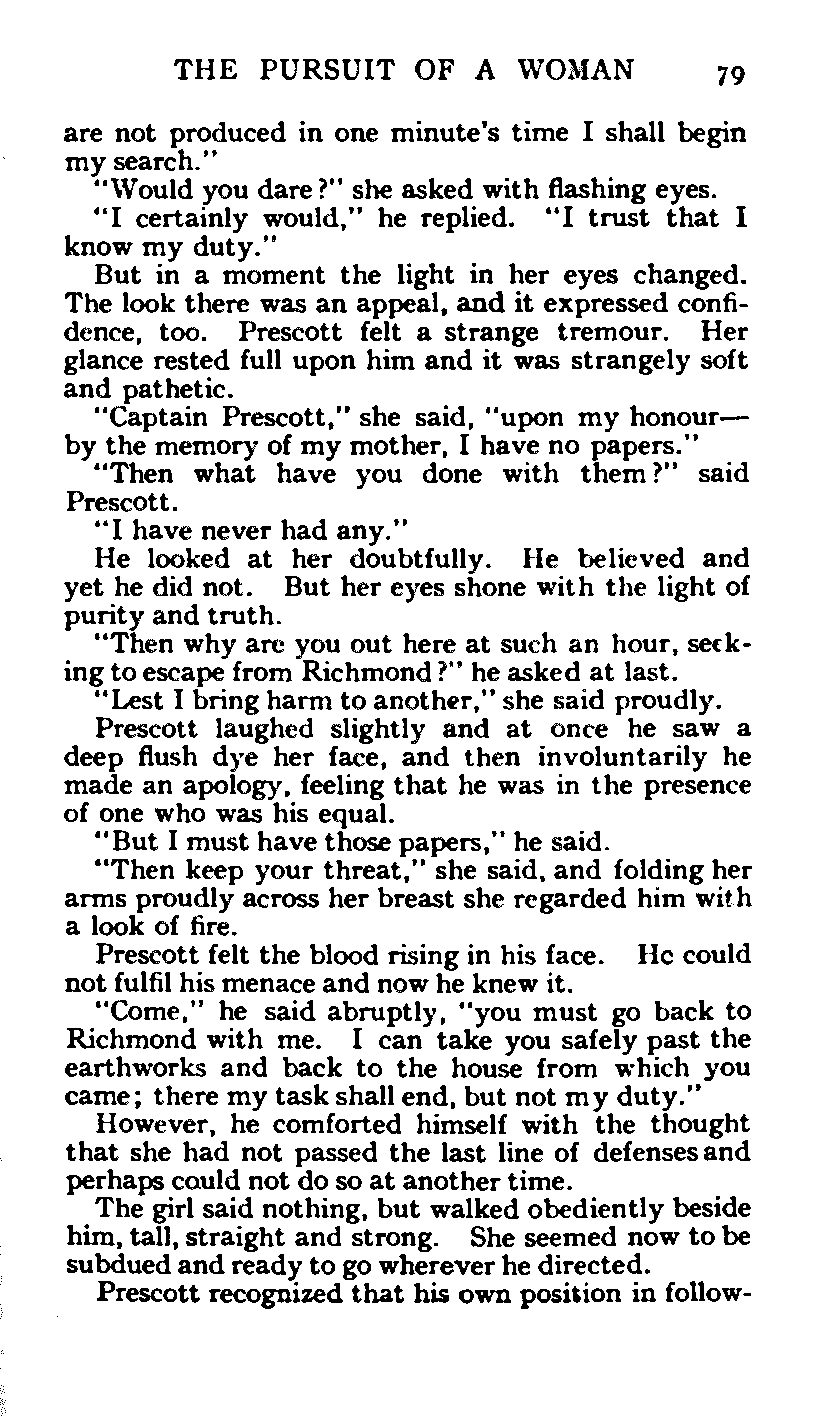 THE PURSUIT OF A WOMAN 79
are not produced in one minute's time I shall begin
my search."
"Would you dare?" she asked with flashing eyes.
"I certainly would," he replied. "I trust that I
know my duty."
But in a moment the light in her eyes changed.
The look there was an appeal, and it expressed confi-
dence, too. Prescott felt a strange tremour. Her
glance rested full upon him and it was strangely soft
and pathetic.
"Captain Prescott," she said, "upon my honour—
by the memory of my mother, I have no papers."
"Then what have you done with them?" said
Prescott.
"I have never had any."
He looked at her doubtfully. He believed and
yet he did not. But her eyes shone with the light of
purity and truth.
"Then why are you out here at such an hour, seek-
ing to escape from Richmond?" he asked at last.
"Lest I bring harm to another," she said proudly.
Prescott laughed slightly and at once he saw a
deep flush dye her face, and then involuntarily he
made an apology, feeling that he was in the presence
of one who was his equal.
"But I must have those papers," he said.
"Then keep your threat," she said, and folding her
arms proudly across her breast she regarded him with
a look of fire.
Prescott felt the blood rising in his face. He could
not fulfil his menace and now he knew it.
"Come," he said abruptly, "you must go back to
Richmond with me. I can take you safely past the
earthworks and back to the house from which you
came; there my task shall end, but not my duty."
However, he comforted himself with the thought
that she had not passed the last line of defenses and
perhaps could not do so at another time.
The girl said nothing, but walked obediently beside
him, tall, straight and strong. She seemed now to be
subdued and ready to go wherever he directed.
Prescott recognized that his own position in follow-